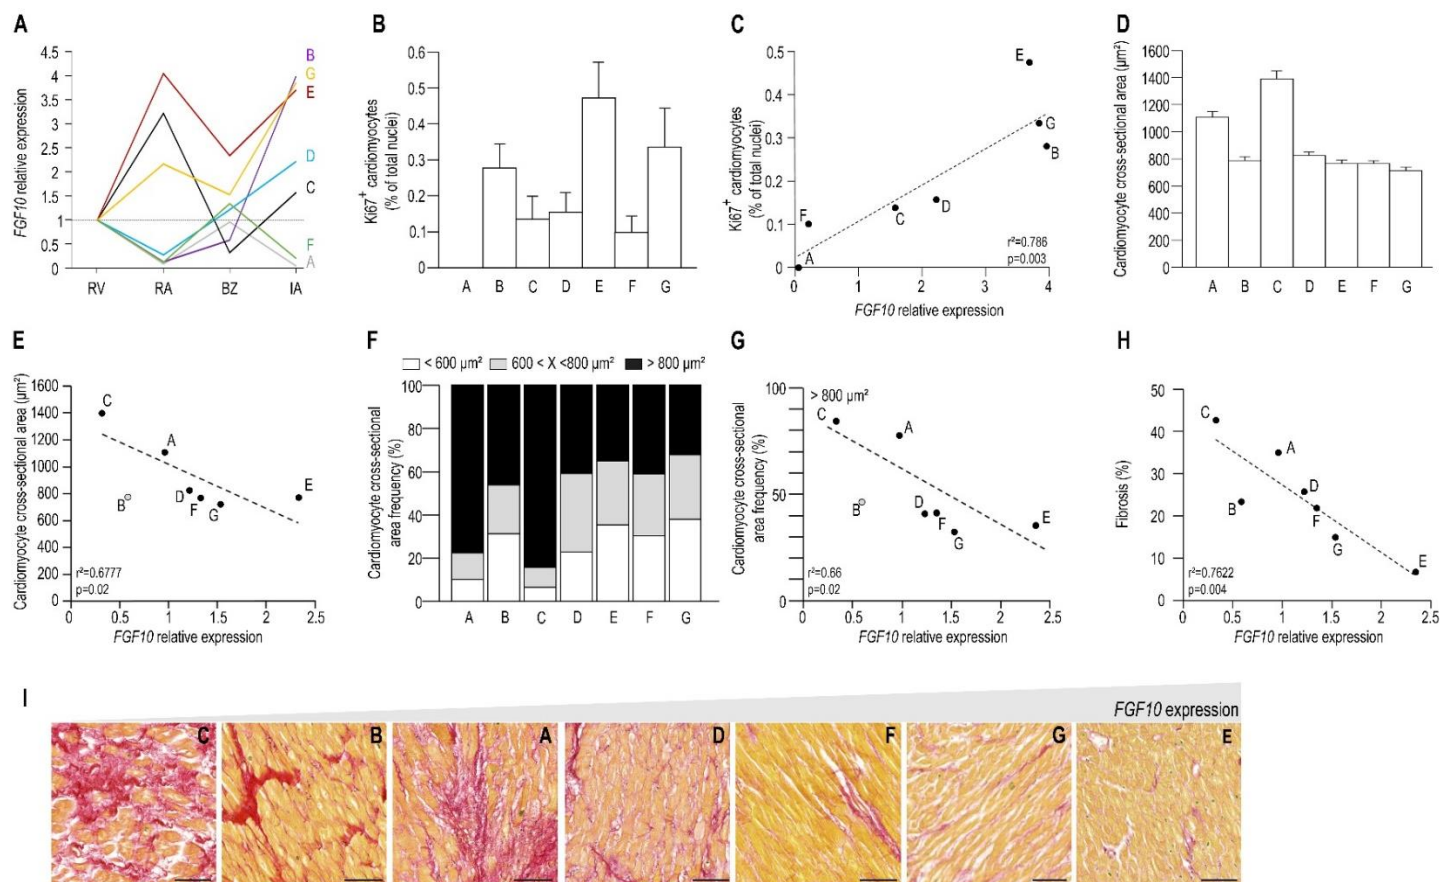 A
FGF10 relative expression
4.5
4
3.5
3
2.5
2
1.5
1
0.5
0
RV
RA
BZ
IA
B
G
E
D
C
F
A
B
Ki67+ cardiomyocytes
(% of total nuclei)
0.6
0.5
0.4
0.3
0.2
0.1
0
A B C D E F G
C
Ki67+ cardiomyocytes
(% of total nuclei)
0.5
0.4
0.3
0.2
0.1
0
E
G
B
D
C
F
A
r²=0.786
p=0.003
0 1 2 3 4
FGF10 relative expression
D
Cardiomyocyte cross-sectional area (µm²)
1600
1400
1200
1000
800
600
400
200
0
A B C D E F G
E
Cardiomyocyte cross-sectional area (µm²)
1600
1400
1200
1000
800
600
400
200
0
C
A
B
D
F
G
E
r²=0.6777
p=0.02
0 0.5 1 1.5 2 2.5
FGF10 relative expression
F
< 600 µm² 600 < X <800 µm² > 800 µm²
Cardiomyocyte cross-sectional
area frequency (%)
100
80
60
40
20
0
A B C D E F G
G
Cardiomyocyte cross-sectional
area frequency (%)
100
50
0
> 800 µm²
C
A
B
D
F
G
E
r²=0.66
p=0.02
0 0.5 1 1.5 2 2.5
FGF10 relative expression
H
Fibrosis (%)
50
40
30
20
10
0
C
A
B
D
F
G
E
r²=0.7622
p=0.004
0 0.5 1 1.5 2 2.5
FGF10 relative expression
I
FGF10 expression
C B A D F G E